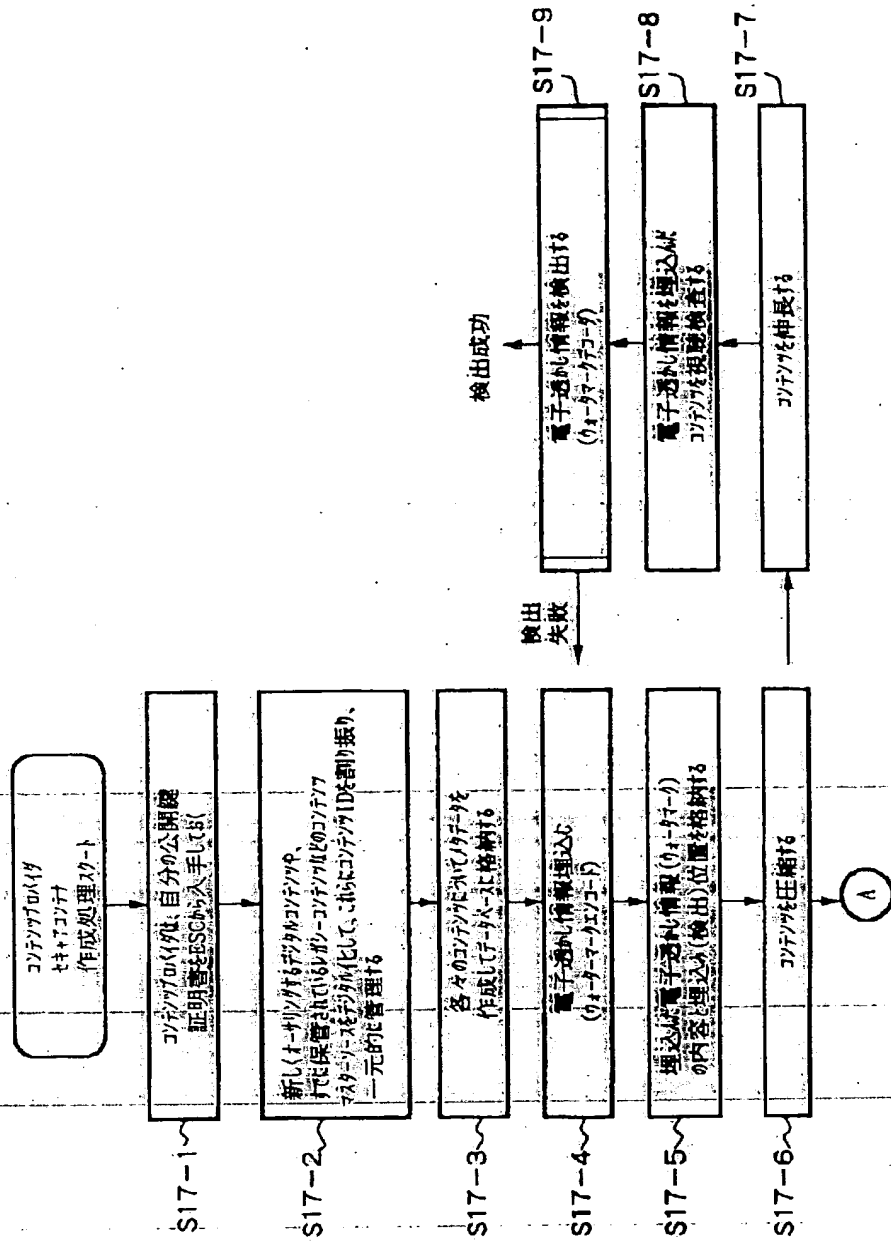 コンテンツプロバイダ
セキュアコンテナ
作成処理スタート
コンテンツプロバイダは、自分の公開鍵
証明書をESCから入手しておく
S17-1
新しくオーサリングするデジタルコンテンツや、
すでに保管されているレガシーコンテンツなどのコンテンツ
マスターソースをデジタル化して、これらにコンテンツIDを割り振り、
一元的に管理する
S17-2
各々のコンテンツについてメタデータを
作成してデータベースに格納する
S17-3
電子透かし情報埋込む
(ウォーターマークエンコード)
S17-4
埋込んだ電子透かし情報(ウォータマーク)
の内容と埋込み(検出)位置を格納する
S17-5
コンテンツを圧縮する
S17-6
A
コンテンツを伸長する
S17-7
電子透かし情報を埋込んだ
コンテンツを視聴検査する
S17-8
電子透かし情報を検出する
(ウォータマークデコーダ)
S17-9
検出成功
検出
失敗